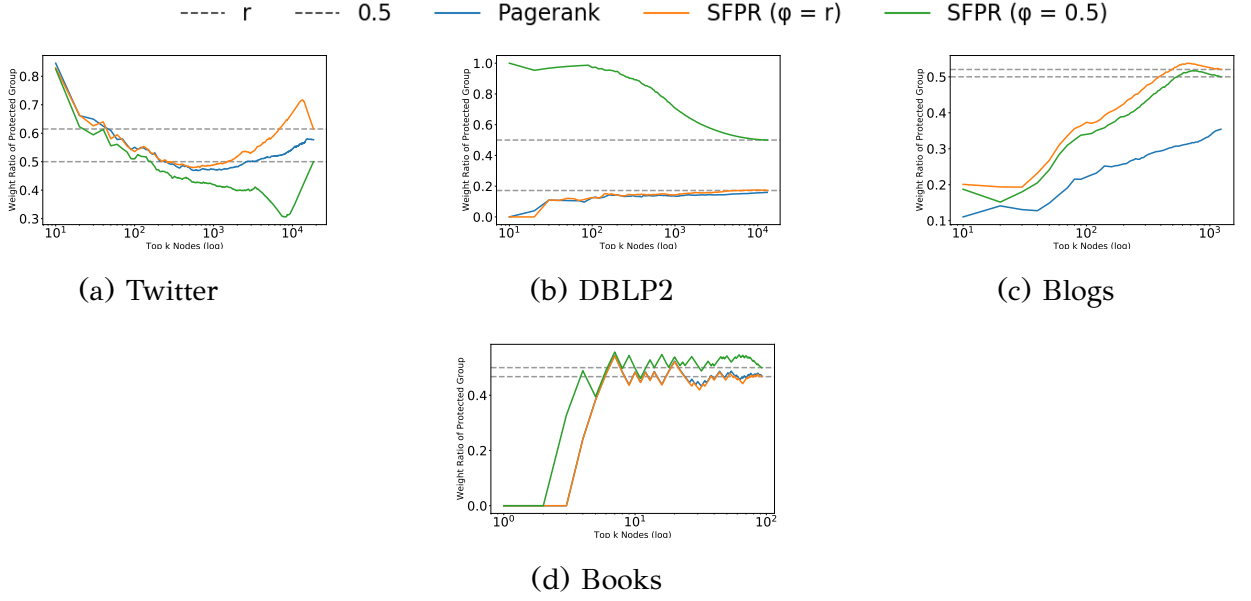 r 0.5 Pagerank SFPR (φ = r) SFPR (φ = 0.5)
Weight Ratio of Protected Group
0.8
0.7
0.6
0.5
0.4
0.3
10¹ 10² 10³ 10⁴
Top k Nodes (log)
(a) Twitter
Weight Ratio of Protected Group
1.0
0.8
0.6
0.4
0.2
0.0
10¹ 10² 10³ 10⁴
Top k Nodes (log)
(b) DBLP2
Weight Ratio of Protected Group
0.5
0.4
0.3
0.2
0.1
10¹ 10² 10³
Top k Nodes (log)
(c) Blogs
Weight Ratio of Protected Group
0.4
0.2
0.0
10⁰ 10¹ 10²
Top k Nodes (log)
(d) Books